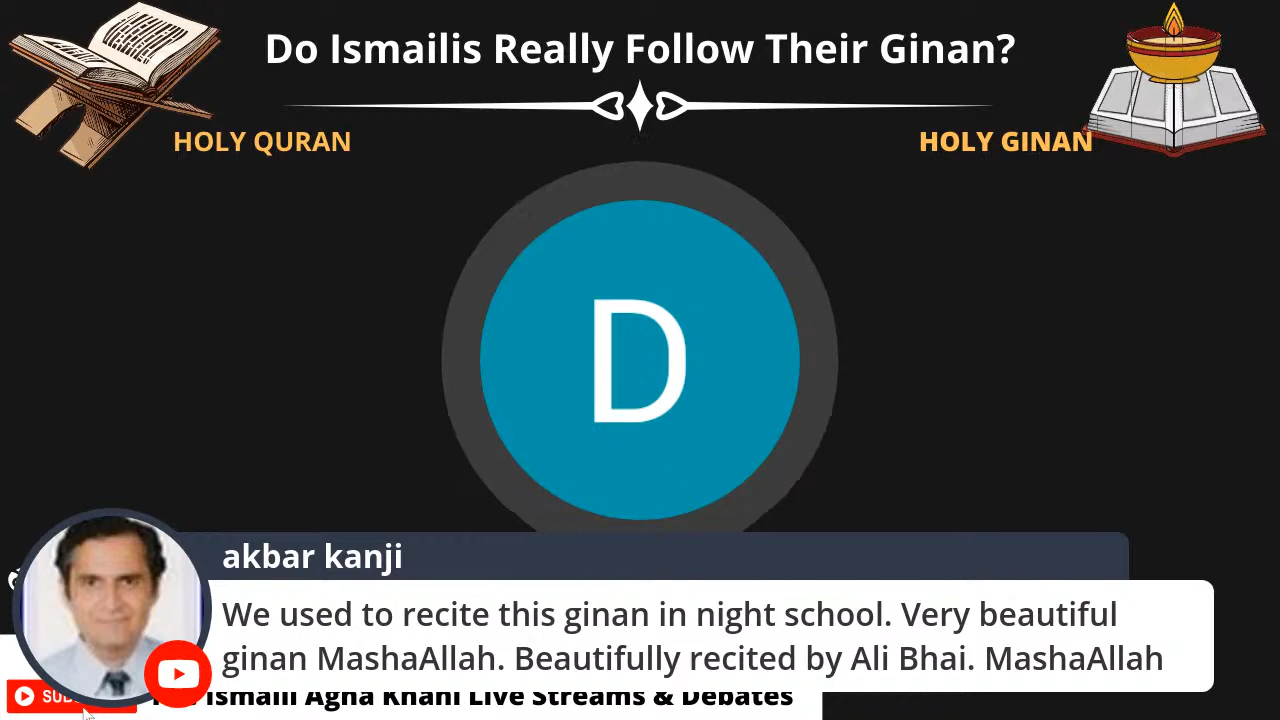 Do Ismailis Really Follow Their Ginan?
HOLY QURAN
HOLY GINAN
D
akbar kanji
We used to recite this ginan in night school. Very beautiful
ginan MashaAllah. Beautifully recited by Ali Bhai. MashaAllah
Ismaili Agha Khani Live Streams & Debates